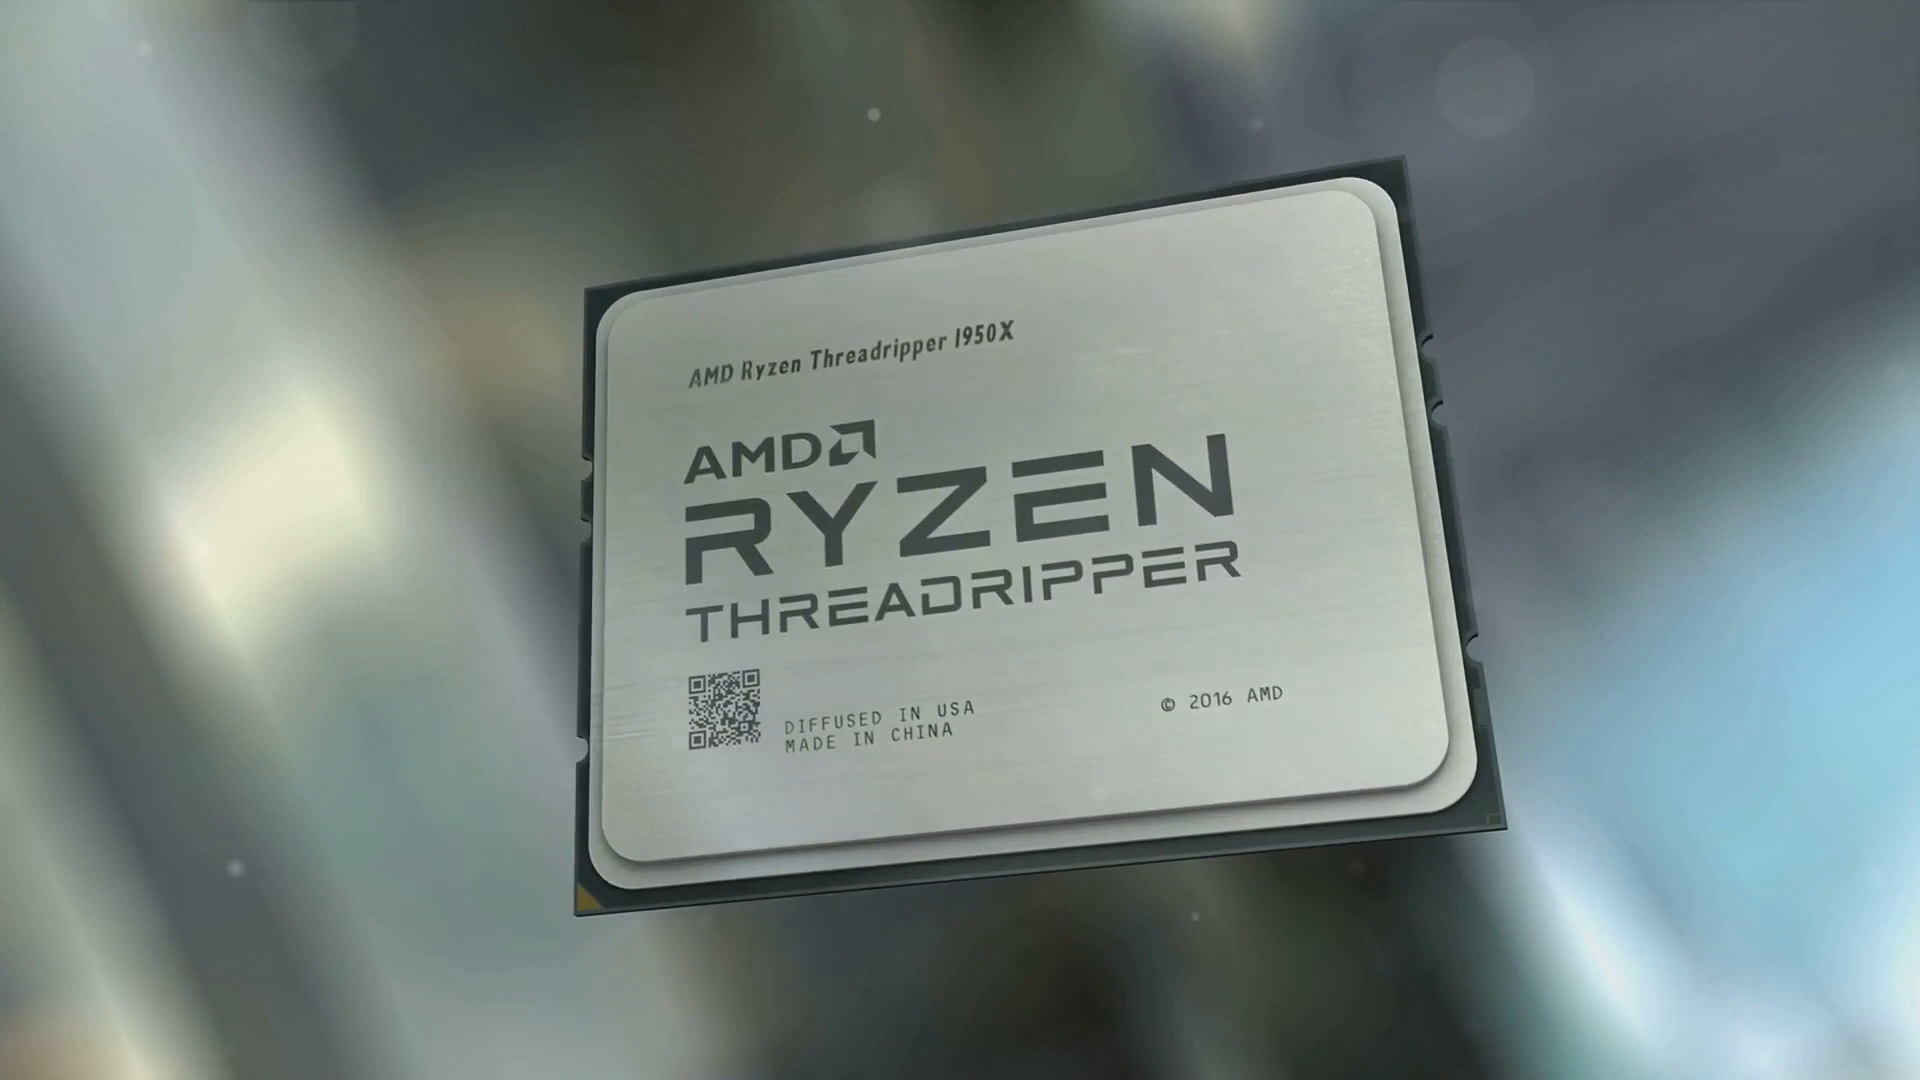 AMD Ryzen Threadripper 1950X
AMD
RYZEN
THREADRIPPER
DIFFUSED IN USA
MADE IN CHINA
© 2016 AMD